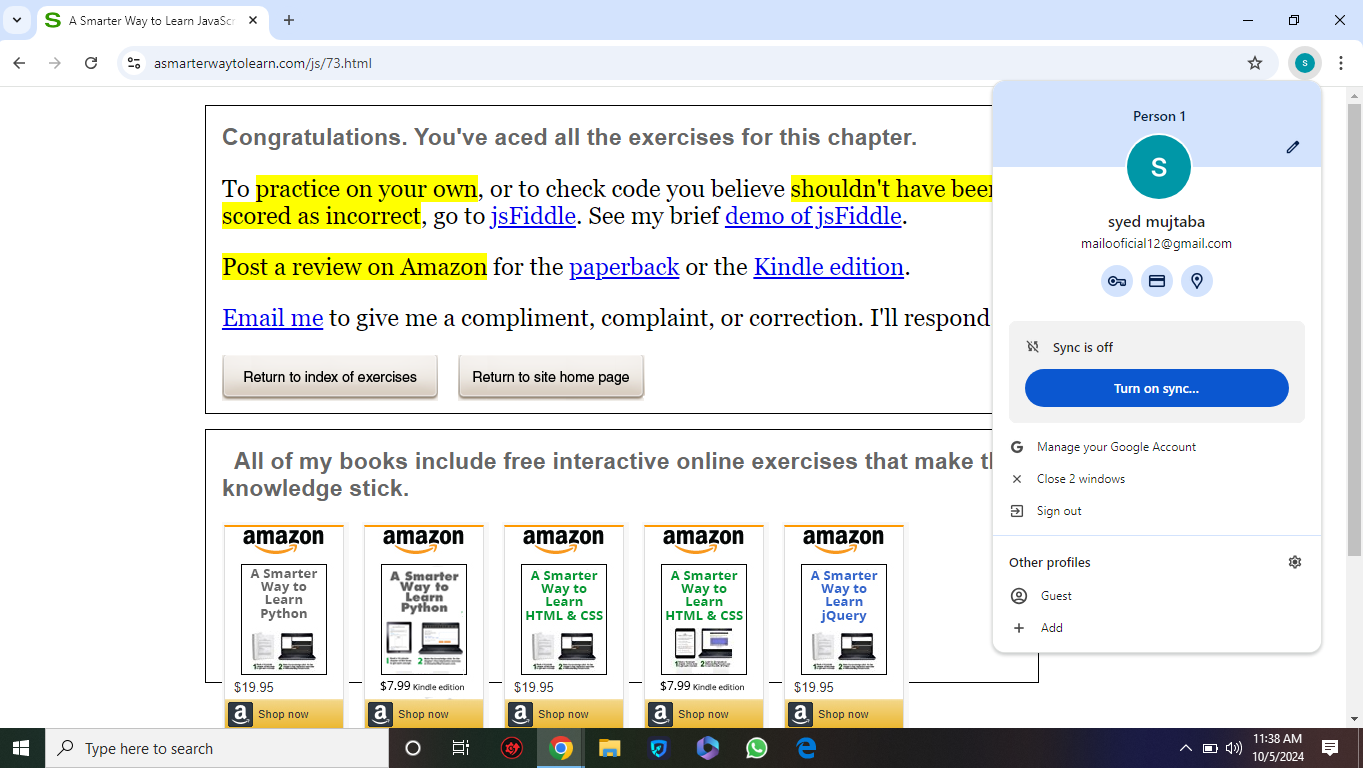 A Smarter Way to Learn JavaScr
asmarterwaytolearn.com/js/73.html
S
Congratulations. You've aced all the exercises for this chapter.
To practice on your own, or to check code you believe shouldn't have been
scored as incorrect, go to jsFiddle. See my brief demo of jsFiddle.
Post a review on Amazon for the paperback or the Kindle edition.
Email me to give me a compliment, complaint, or correction. I'll respond
Return to index of exercises
Return to site home page
All of my books include free interactive online exercises that make th
knowledge stick.
amazon
A Smarter
Way to
Learn
Python
$19.95
Shop now
amazon
A Smarter
Way to
Learn
Python
$7.99 Kindle edition
Shop now
amazon
A Smarter
Way to
Learn
HTML & CSS
$19.95
Shop now
amazon
A Smarter
Way to
Learn
HTML & CSS
$7.99 Kindle edition
Shop now
amazon
A Smarter
Way to
Learn
jQuery
$19.95
Shop now
Person 1
S
syed mujtaba
mailooficial12@gmail.com
Sync is off
Turn on sync...
Manage your Google Account
Close 2 windows
Sign out
Other profiles
Guest
Add
Type here to search
11:38 AM
10/5/2024